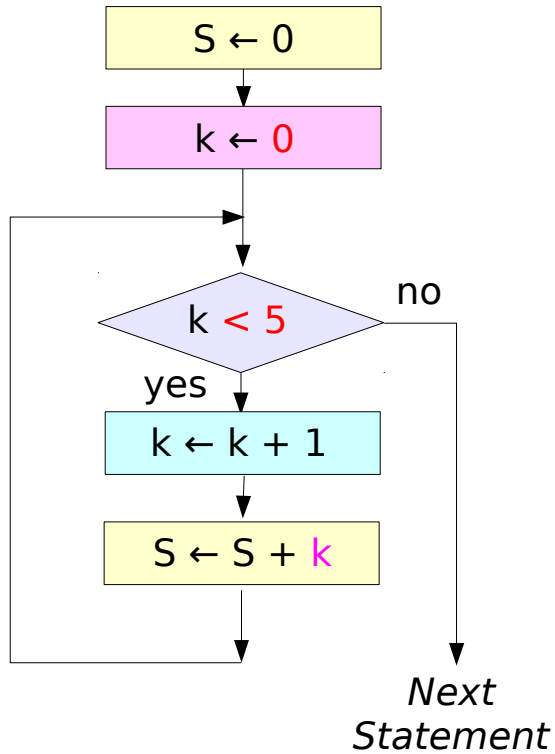 S ← 0
k ← 0
k < 5
no
yes
k ← k + 1
S ← S + k
Next
Statement